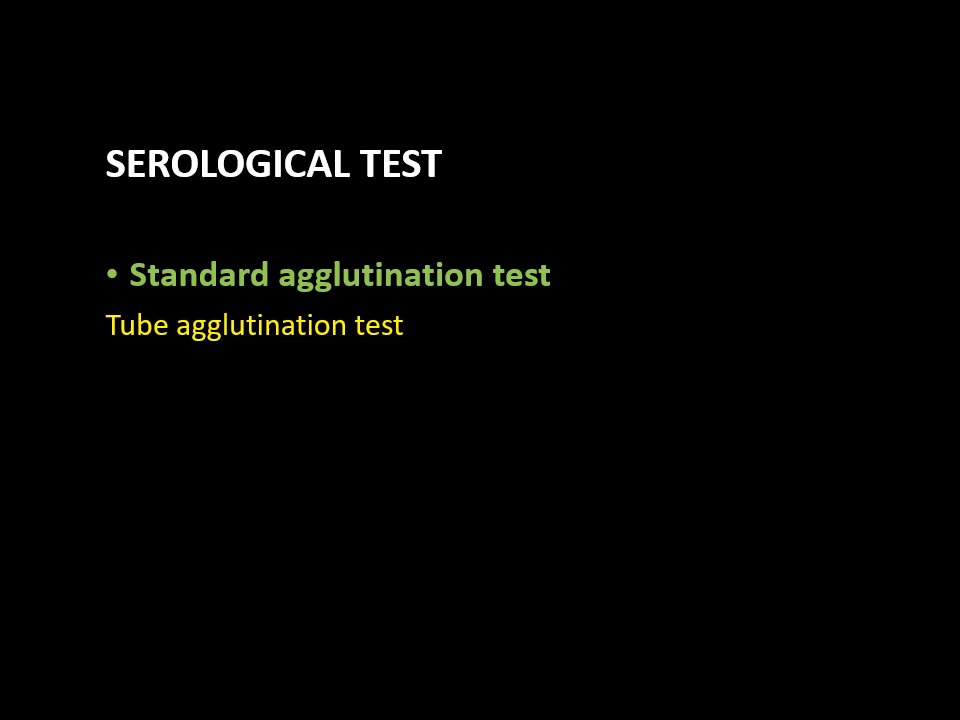 SEROLOGICAL TEST
• Standard agglutination test
Tube agglutination test